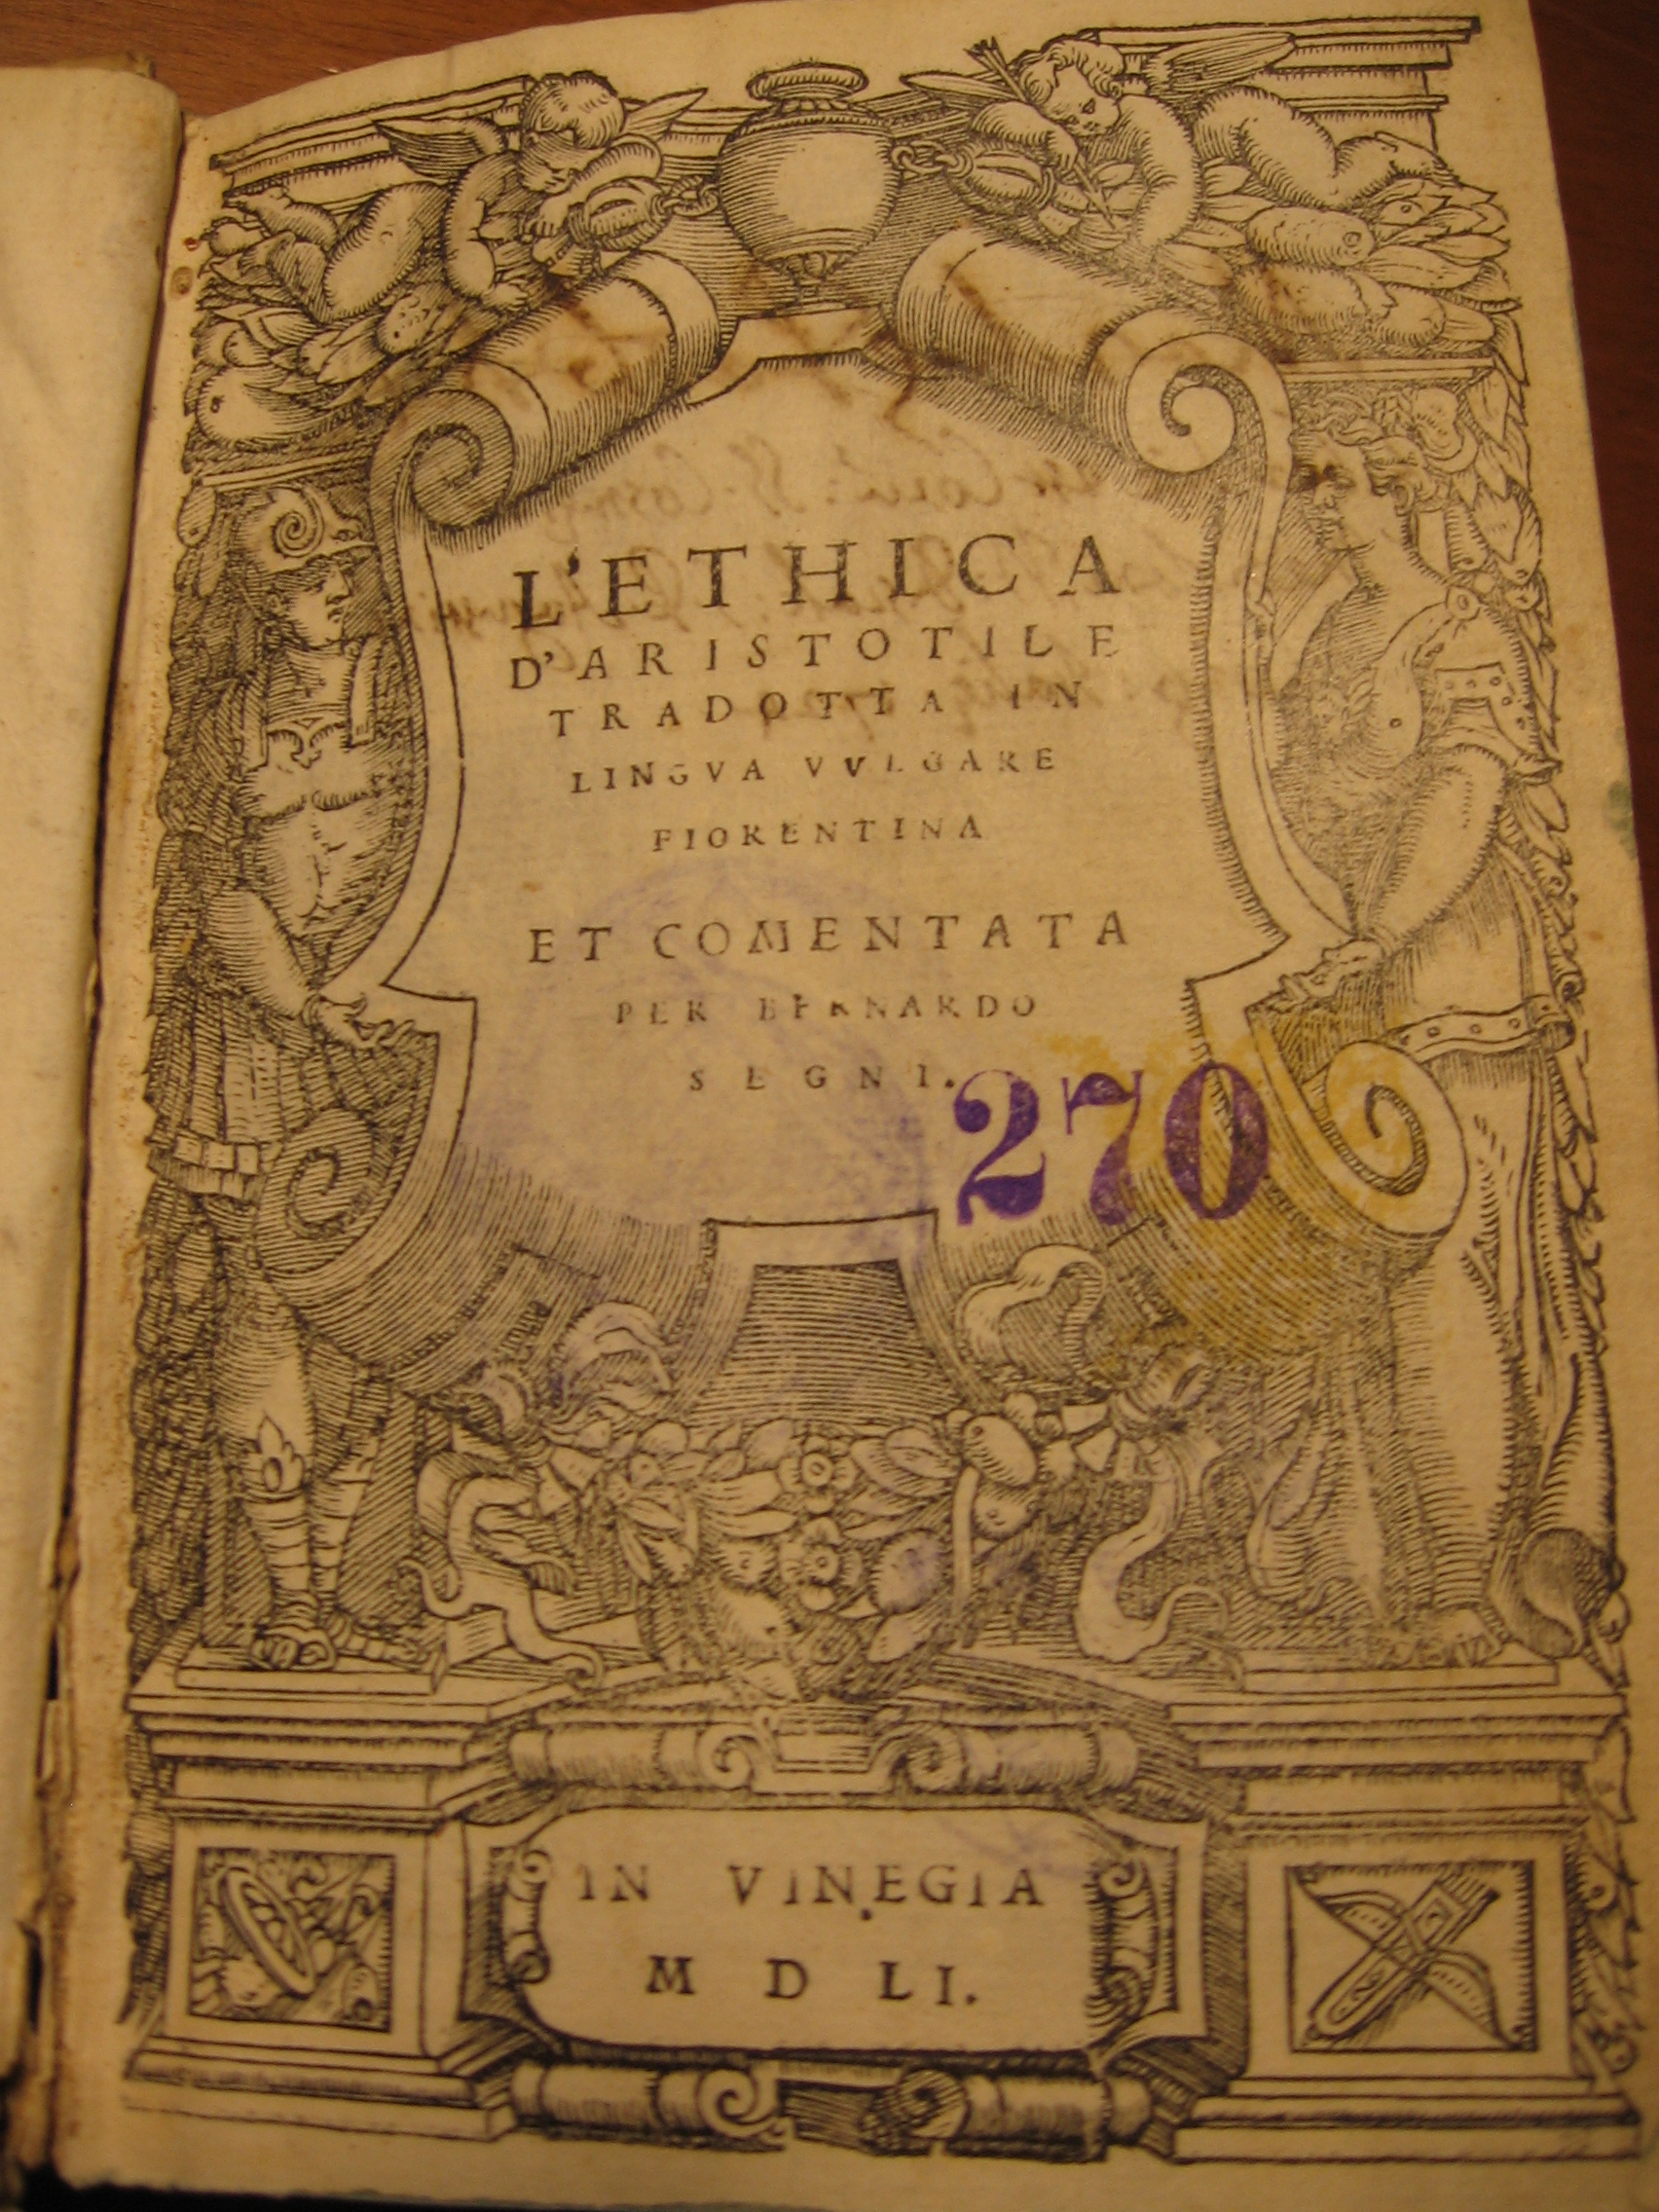 L'ETHICA
D'ARISTOTILE
TRADOTTA IN
LINGVA VVLGARE
FIORENTINA
ET COMENTATA
PER BERNARDO
SEGNI.
270
IN VINEGIA
M D LI.